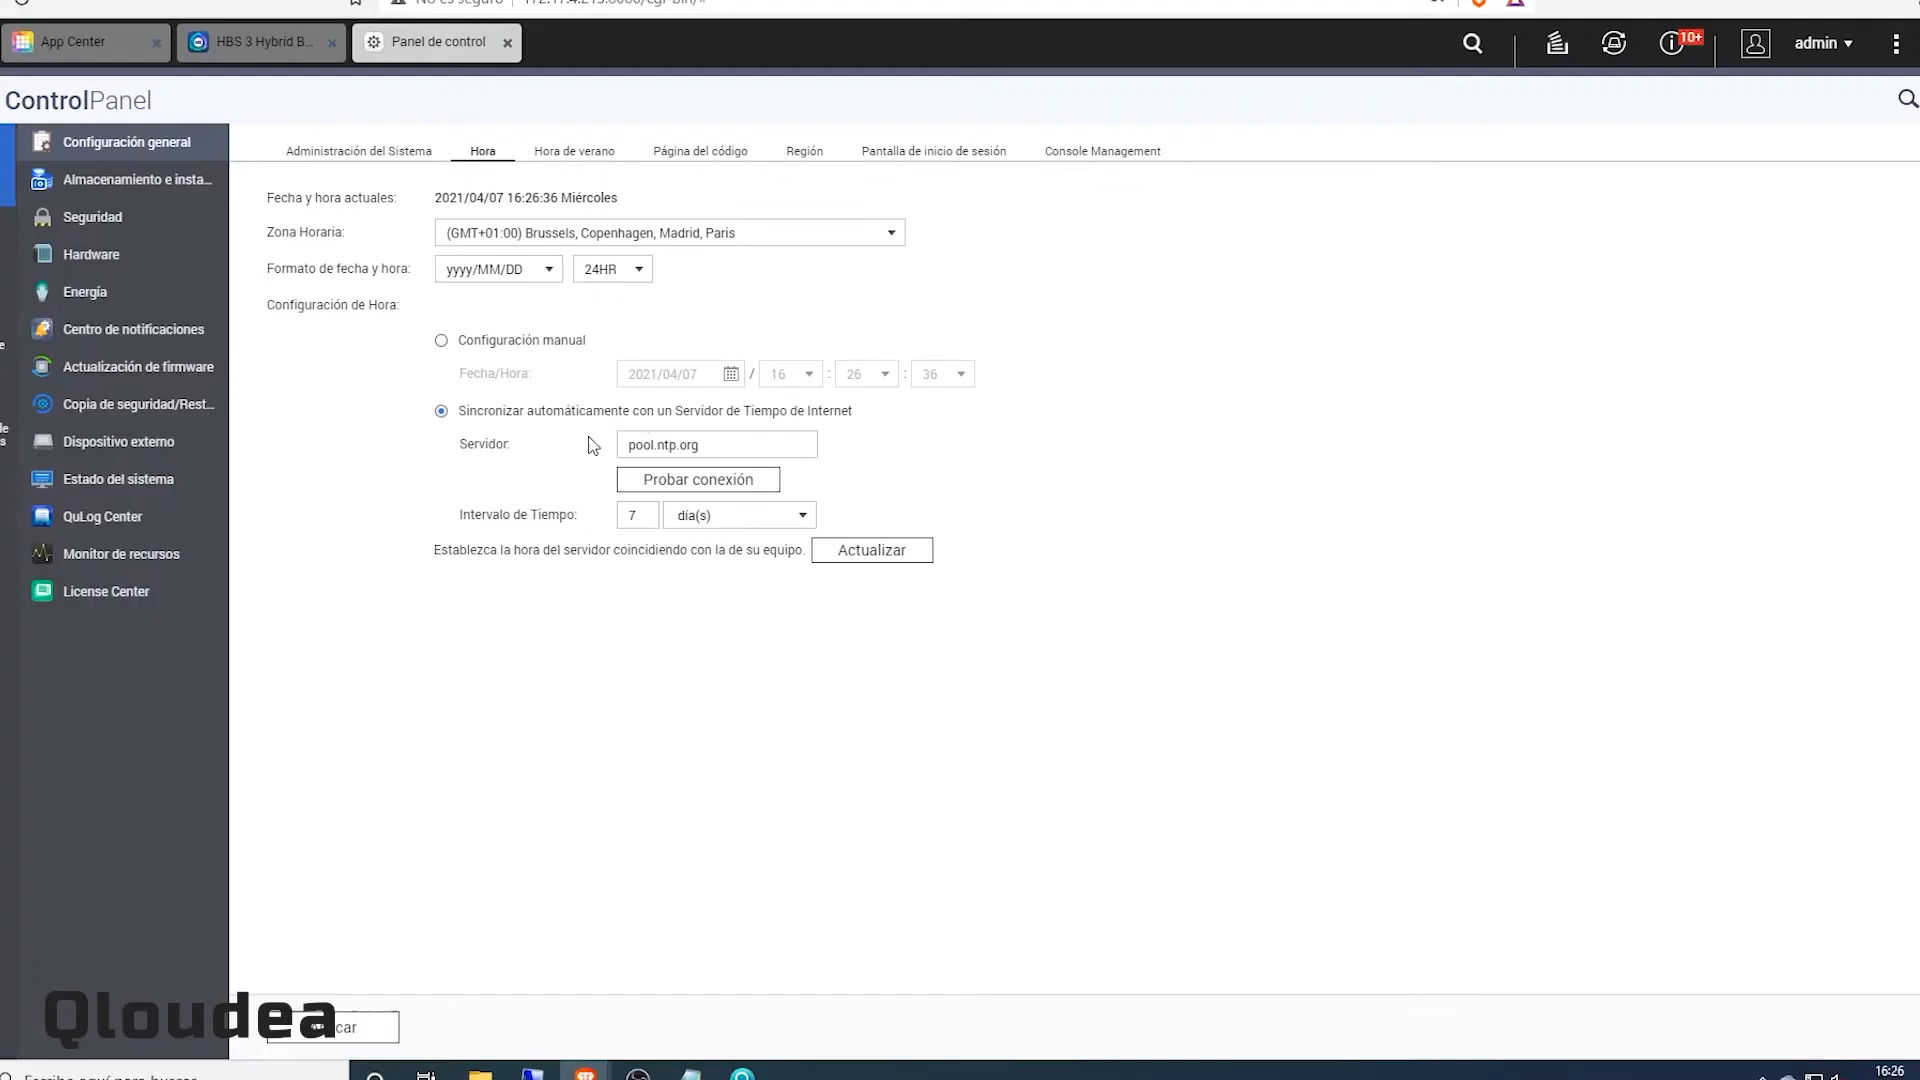 No es seguro
App Center
HBS 3 Hybrid B...
Panel de control
10+
admin
ControlPanel
Configuración general
Almacenamiento e insta...
Seguridad
Hardware
Energía
Centro de notificaciones
Actualización de firmware
Copia de seguridad/Rest...
Dispositivo externo
Estado del sistema
QuLog Center
Monitor de recursos
License Center
Administración del Sistema
Hora
Hora de verano
Página del código
Región
Pantalla de inicio de sesión
Console Management
Fecha y hora actuales: 2021/04/07 16:26:36 Miércoles
Zona Horaria: (GMT+01:00) Brussels, Copenhagen, Madrid, Paris
Formato de fecha y hora: yyyy/MM/DD 24HR
Configuración de Hora:
Configuración manual
Fecha/Hora: 2021/04/07 / 16 : 26 : 36
Sincronizar automáticamente con un Servidor de Tiempo de Internet
Servidor: pool.ntp.org
Probar conexión
Intervalo de Tiempo: 7 día(s)
Establezca la hora del servidor coincidiendo con la de su equipo. Actualizar
Qloudea
16:26